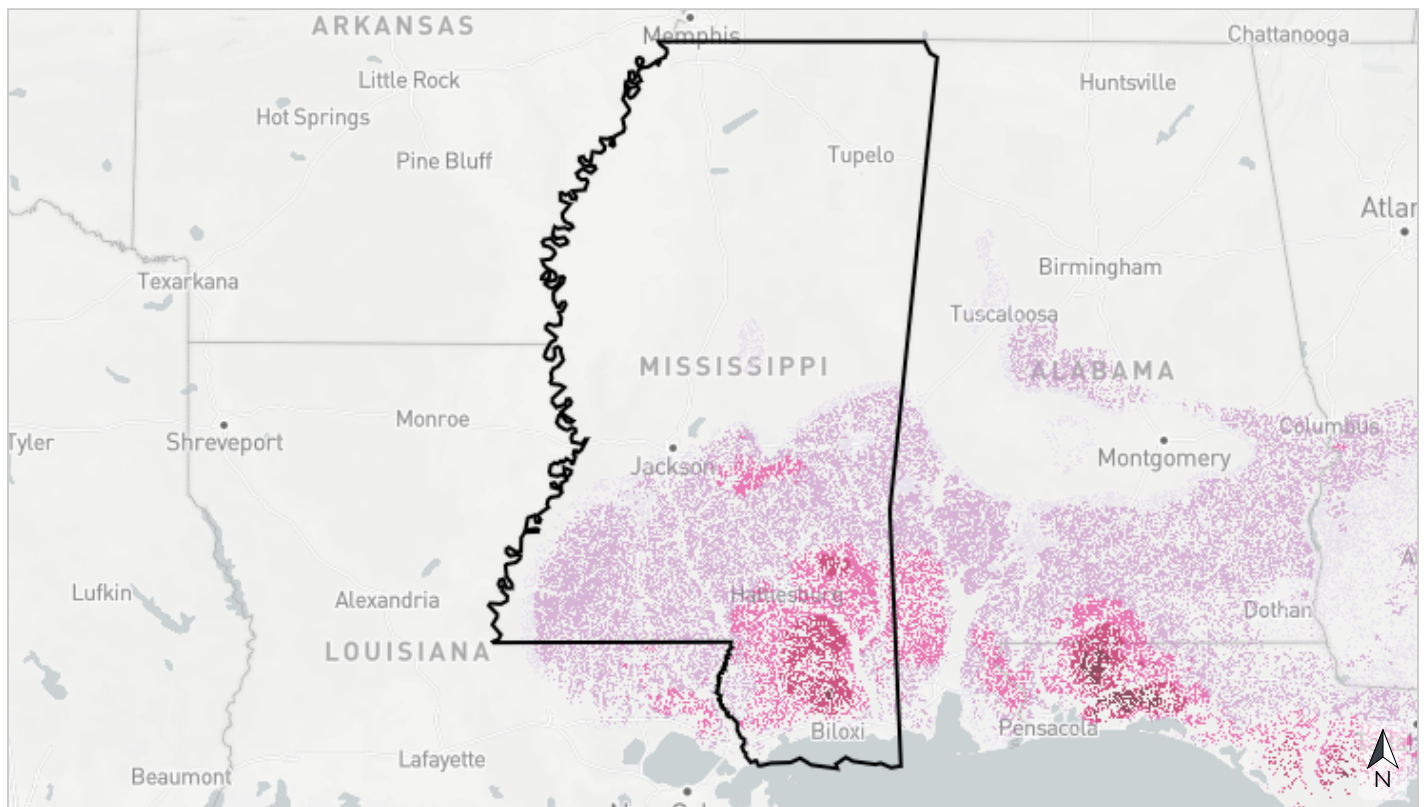 ARKANSAS
Memphis
Chattanooga
Little Rock
Huntsville
Hot Springs
Pine Bluff
Tupelo
Atlan
Birmingham
Texarkana
Tuscaloosa
MISSISSIPPI
ALABAMA
Monroe
Columbus
Tyler
Shreveport
Jackson
Montgomery
Lufkin
Alexandria
Hattiesburg
Dothan
LOUISIANA
Biloxi
Pensacola
Lafayette
Beaumont
N